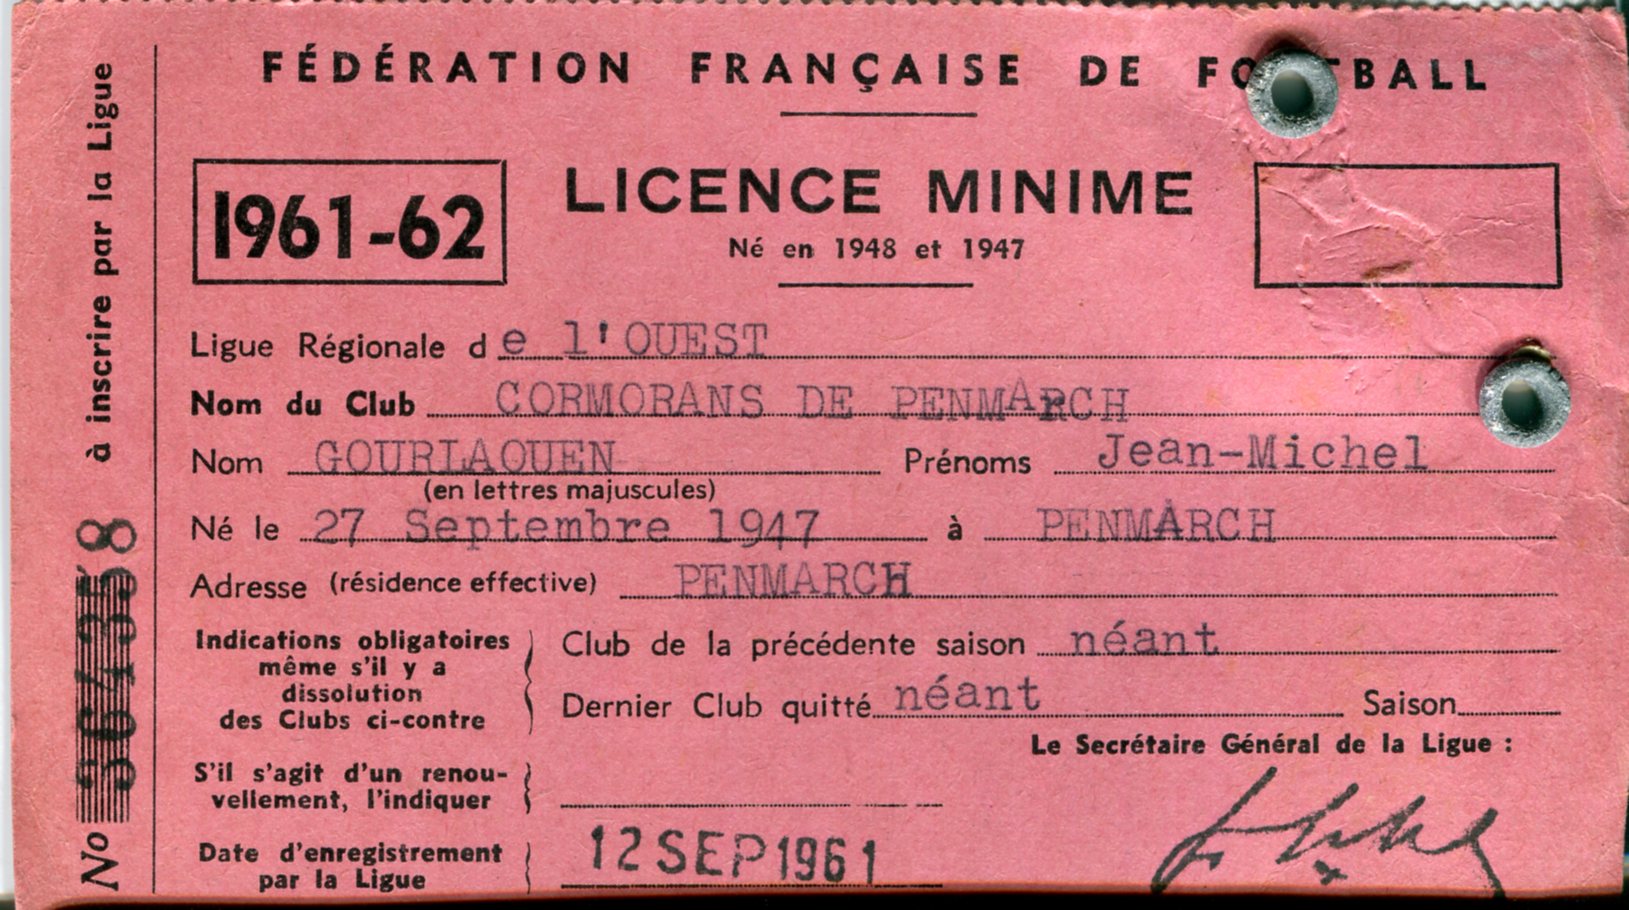 FÉDÉRATION FRANÇAISE DE FOOTBALL
1961-62
LICENCE MINIME
Né en 1948 et 1947
Ligue Régionale de l'OUEST
Nom du Club CORMORANS DE PENMARCH
Nom GOURLAOUEN Prénoms Jean-Michel
(en lettres majuscules)
Né le 27 Septembre 1947 à PENMARCH
Adresse (résidence effective) PENMARCH
Indications obligatoires
même s'il y a
dissolution
des Clubs ci-contre
Club de la précédente saison néant
Dernier Club quitté néant Saison
Le Secrétaire Général de la Ligue :
S'il s'agit d'un renou-
vellement, l'indiquer
Date d'enregistrement
par la Ligue
12 SEP 1961
No
à inscrire par la Ligue